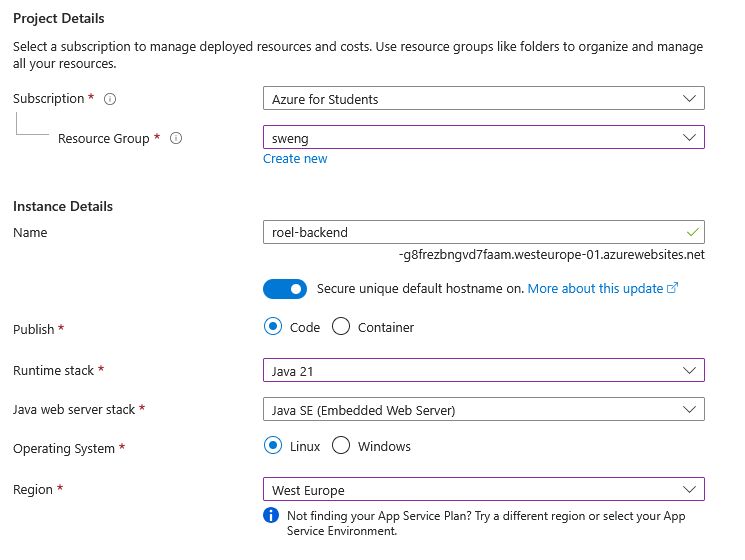 Project Details
Select a subscription to manage deployed resources and costs. Use resource groups like folders to organize and manage
all your resources.
Subscription *
Azure for Students
Resource Group *
sweng
Create new
Instance Details
Name
roel-backend
-g8frezbngvd7faam.westeurope-01.azurewebsites.net
Secure unique default hostname on. More about this update
Publish *
Code Container
Runtime stack *
Java 21
Java web server stack *
Java SE (Embedded Web Server)
Operating System *
Linux Windows
Region *
West Europe
Not finding your App Service Plan? Try a different region or select your App
Service Environment.